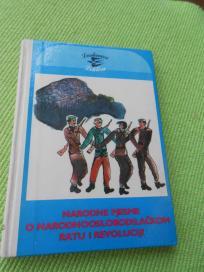 NARODNE PJESME
O NARODNOOSLOBODILAČKOM
RATU I REVOLUCIJI